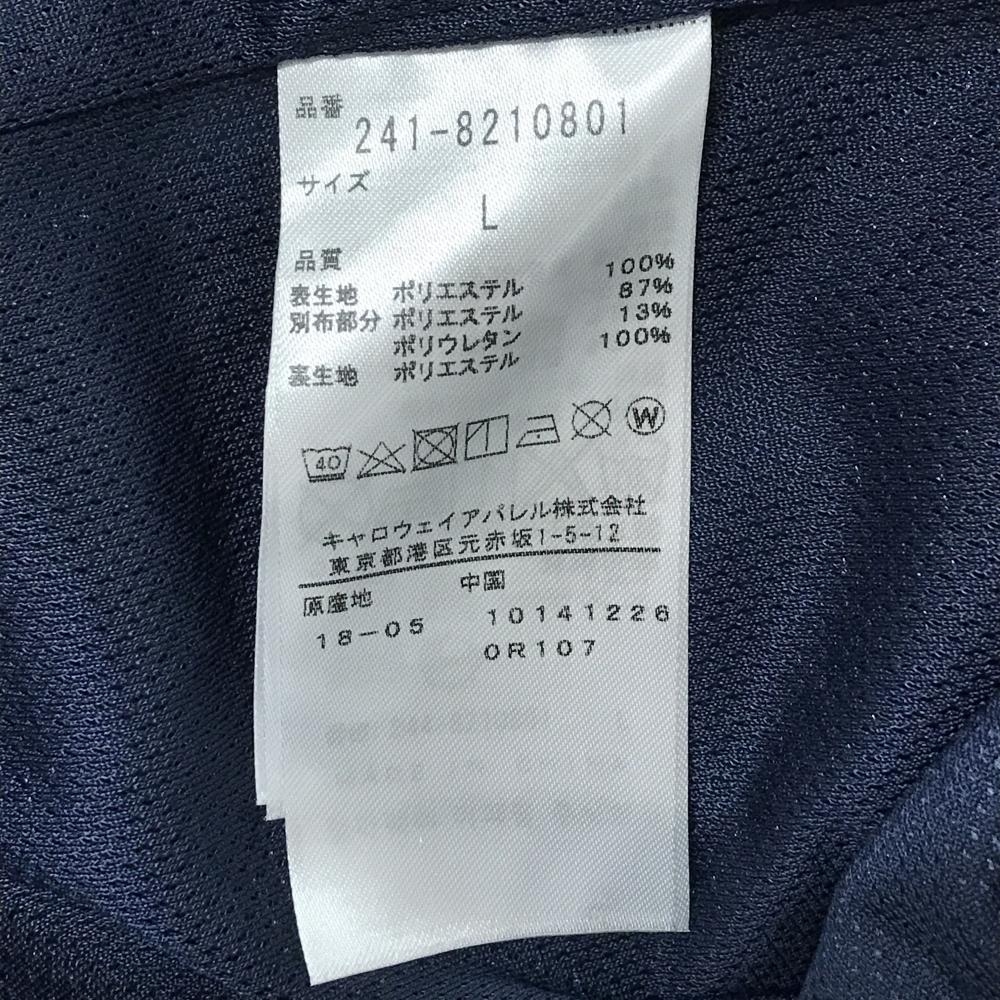 品番
241-8210801
サイズ
L
品質
表生地 ポリエステル 100%
別布部分 ポリエステル 87%
ポリウレタン 13%
裏生地 ポリエステル 100%
40
W
キャロウェイアパレル株式会社
東京都港区元赤坂1-5-12
原産地 中国
18-05 10141226
0R107